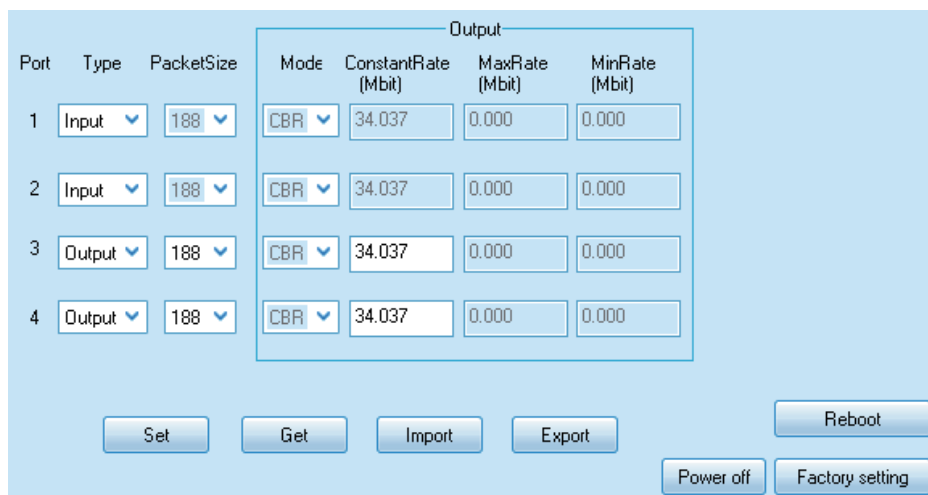 Output
Port Type PacketSize Mode ConstantRate (Mbit) MaxRate (Mbit) MinRate (Mbit)
1 Input 188 CBR 34.037 0.000 0.000
2 Input 188 CBR 34.037 0.000 0.000
3 Output 188 CBR 34.037 0.000 0.000
4 Output 188 CBR 34.037 0.000 0.000
Set Get Import Export Reboot
Power off Factory setting